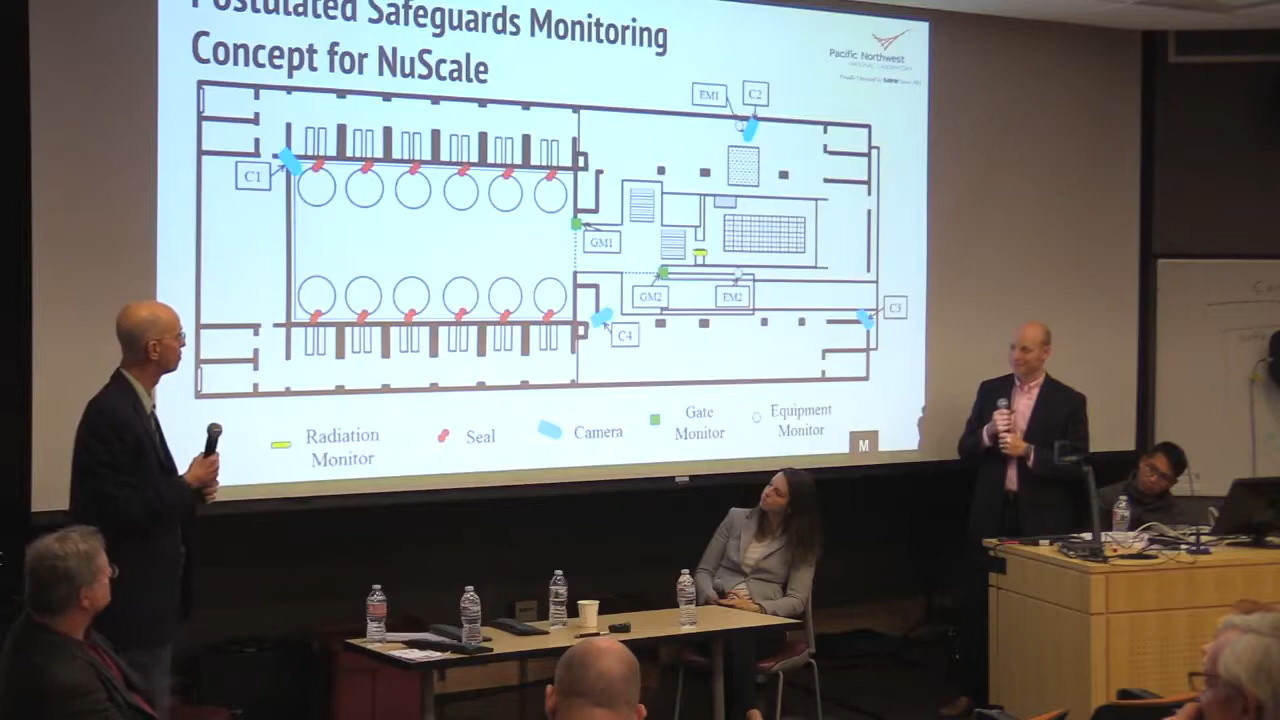 Postulated Safeguards Monitoring
Concept for NuScale
Pacific Northwest
NATIONAL LABORATORY
EM1
C2
C1
GM1
GM2
EM2
C3
C4
Radiation
Monitor
Seal
Camera
Gate
Monitor
Equipment
Monitor
M